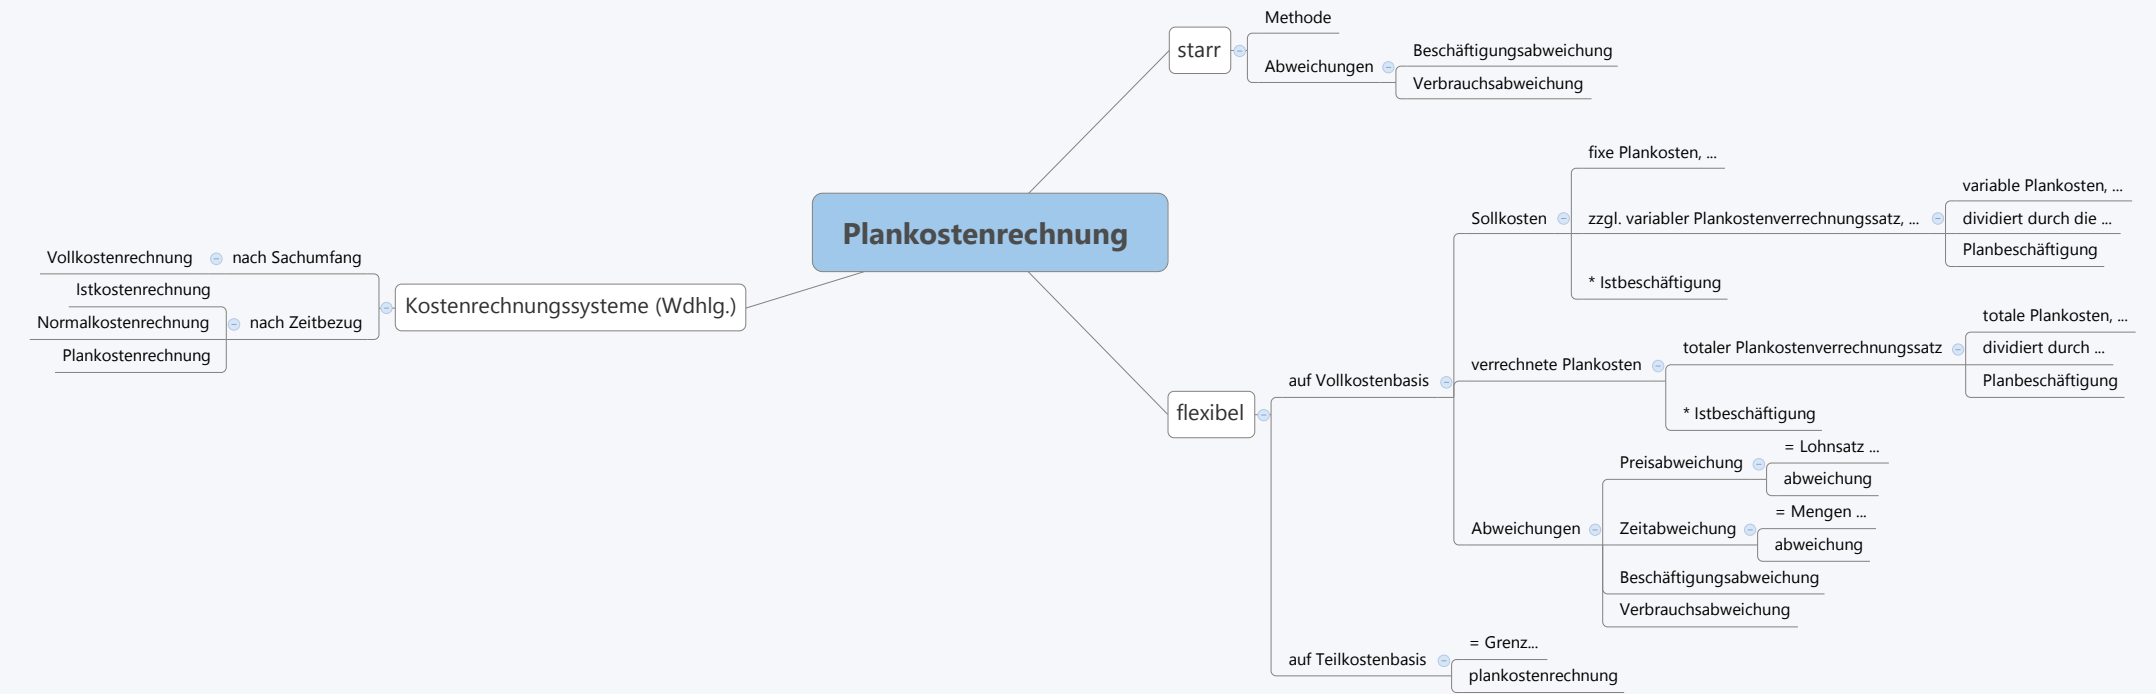 Plankostenrechnung
starr
Methode
Abweichungen
Beschäftigungsabweichung
Verbrauchsabweichung
flexibel
auf Vollkostenbasis
Sollkosten
fixe Plankosten, ...
zzgl. variabler Plankostenverrechnungssatz, ...
variable Plankosten, ...
dividiert durch die ...
Planbeschäftigung
* Istbeschäftigung
verrechnete Plankosten
totaler Plankostenverrechnungssatz
totale Plankosten, ...
dividiert durch ...
Planbeschäftigung
* Istbeschäftigung
Abweichungen
Preisabweichung
= Lohnsatz ...
abweichung
Zeitabweichung
= Mengen ...
abweichung
Beschäftigungsabweichung
Verbrauchsabweichung
auf Teilkostenbasis
= Grenz...
plankostenrechnung
Kostenrechnungssysteme (Wdhlg.)
nach Sachumfang
Vollkostenrechnung
nach Zeitbezug
Istkostenrechnung
Normalkostenrechnung
Plankostenrechnung